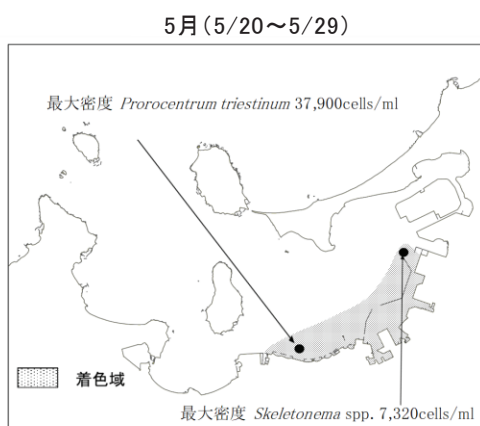 5月(5/20～5/29)
最大密度 Prorocentrum triestinum 37,900cells/ml
着色域
最大密度 Skeletonema spp. 7,320cells/ml